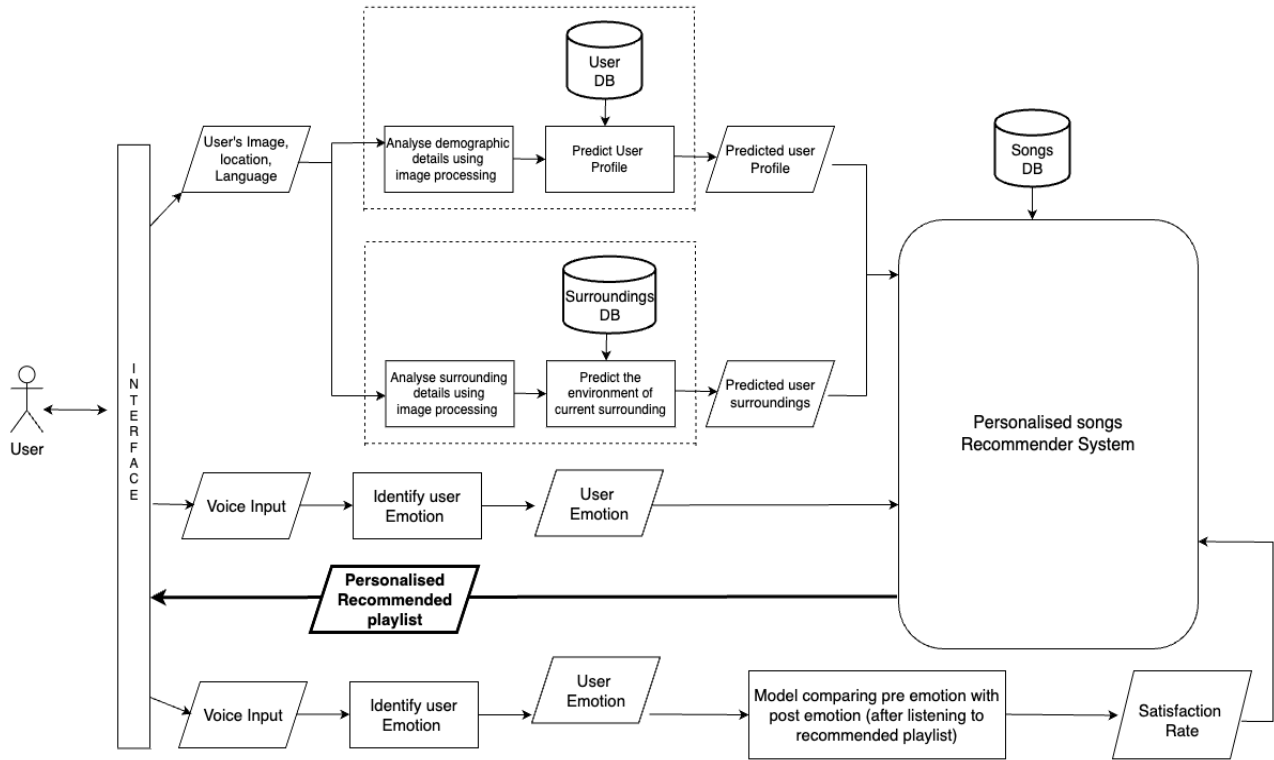 User
DB
User's Image,
location,
Language
Analyse demographic
details using
image processing
Predict User
Profile
Predicted user
Profile
Songs
DB
Surroundings
DB
INTERFACE
Analyse surrounding
details using
image processing
Predict the
environment of
current surrounding
Predicted user
surroundings
Personalised songs
Recommender System
User
Voice Input
Identify user
Emotion
User
Emotion
Personalised
Recommended
playlist
Voice Input
Identify user
Emotion
User
Emotion
Model comparing pre emotion with
post emotion (after listening to
recommended playlist)
Satisfaction
Rate